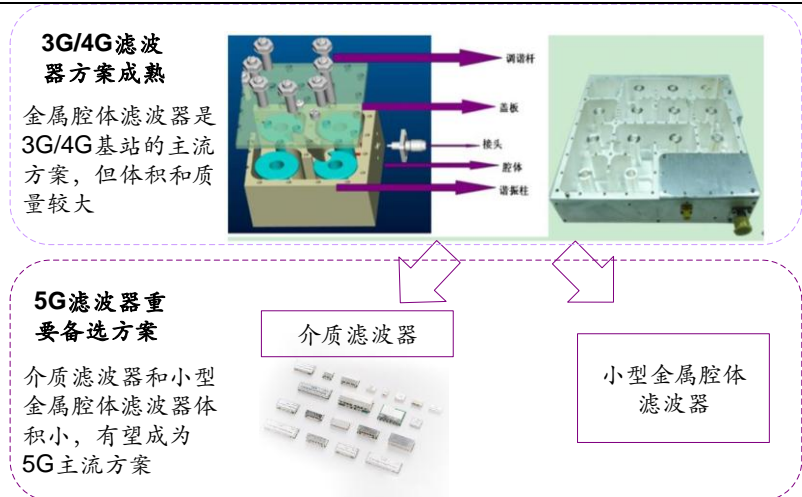 3G/4G滤波
器方案成熟
金属腔体滤波器是
3G/4G基站的主流
方案，但体积和质
量较大
调谐杆
盖板
接头
腔体
谐振柱
5G滤波器重
要备选方案
介质滤波器和小型
金属腔体滤波器体
积小，有望成为
5G主流方案
介质滤波器
小型金属腔体
滤波器